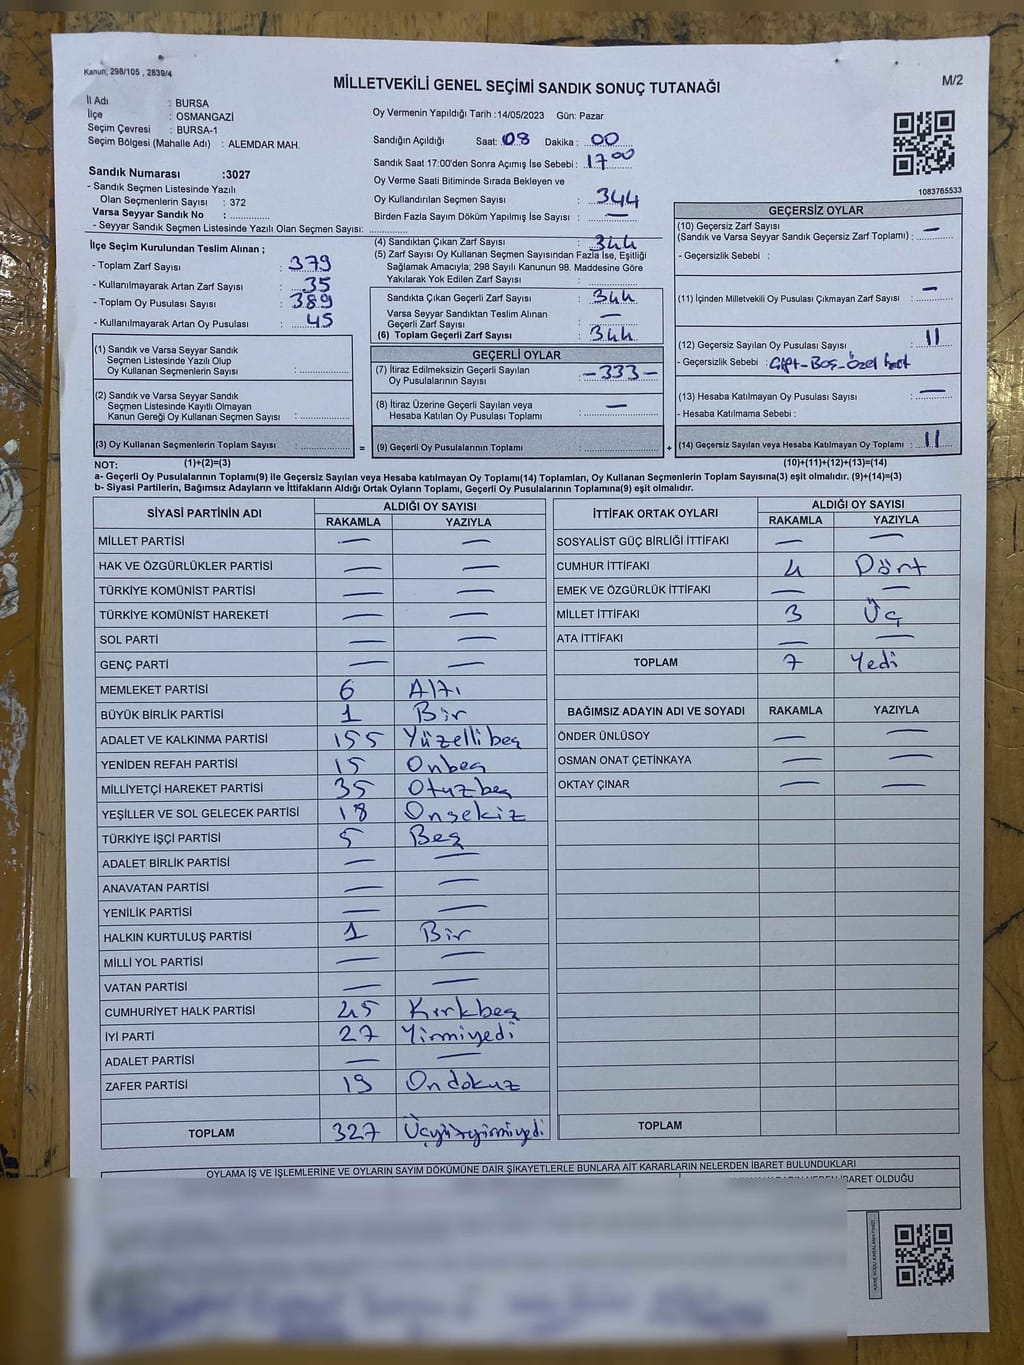 Kanun; 298/105 , 2839/4
M/2
MİLLETVEKİLİ GENEL SEÇİMİ SANDIK SONUÇ TUTANAĞI
İl Adı : BURSA
İlçe : OSMANGAZİ
Seçim Çevresi : BURSA-1
Seçim Bölgesi (Mahalle Adı) : ALEMDAR MAH.
Sandık Numarası :3027
- Sandık Seçmen Listesinde Yazılı
Olan Seçmenlerin Sayısı : 372
Varsa Seyyar Sandık No : ..............
- Seyyar Sandık Seçmen Listesinde Yazılı Olan Seçmen Sayısı: ..............
İlçe Seçim Kurulundan Teslim Alınan ;
- Toplam Zarf Sayısı : 379
- Kullanılmayarak Artan Zarf Sayısı : 35
- Toplam Oy Pusulası Sayısı : 389
- Kullanılmayarak Artan Oy Pusulası : 45
(1) Sandık ve Varsa Seyyar Sandık
Seçmen Listesinde Yazılı Olup
Oy Kullanan Seçmenlerin Sayısı : ..............
(2) Sandık ve Varsa Seyyar Sandık
Seçmen Listesinde Kayıtlı Olmayan
Kanun Gereği Oy Kullanan Seçmen Sayısı : ..............
(3) Oy Kullanan Seçmenlerin Toplam Sayısı : ..............
Oy Vermenin Yapıldığı Tarih :14/05/2023 Gün: Pazar
Sandığın Açıldığı Saat: 08 Dakika : 00
Sandık Saat 17:00'den Sonra Açımış İse Sebebi : 17 00
Oy Verme Saati Bitiminde Sırada Bekleyen ve
Oy Kullandırılan Seçmen Sayısı : 344
Birden Fazla Sayım Döküm Yapılmış İse Sayısı : —
(4) Sandıktan Çıkan Zarf Sayısı : 344
(5) Zarf Sayısı Oy Kullanan Seçmen Sayısından Fazla İse, Eşitliği
Sağlamak Amacıyla; 298 Sayılı Kanunun 98. Maddesine Göre
Yakılarak Yok Edilen Zarf Sayısı : ..............
Sandıkta Çıkan Geçerli Zarf Sayısı : 344
Varsa Seyyar Sandıktan Teslim Alınan
Geçerli Zarf Sayısı : —
(6) Toplam Geçerli Zarf Sayısı : 344
GEÇERLİ OYLAR
(7) İtiraz Edilmeksizin Geçerli Sayılan
Oy Pusulalarının Sayısı : -333-
(8) İtiraz Üzerine Geçerli Sayılan veya
Hesaba Katılan Oy Pusulası Toplamı : —
= (9) Geçerli Oy Pusulalarının Toplamı : ..............
1083765533
GEÇERSİZ OYLAR
(10) Geçersiz Zarf Sayısı
(Sandık ve Varsa Seyyar Sandık Geçersiz Zarf Toplamı) : —
- Geçersizlik Sebebi :
(11) İçinden Milletvekili Oy Pusulası Çıkmayan Zarf Sayısı : —
(12) Geçersiz Sayılan Oy Pusulası Sayısı : 11
- Geçersizlik Sebebi : Çift-Boş-Özel
(13) Hesaba Katılmayan Oy Pusulası Sayısı : —
- Hesaba Katılmama Sebebi :
+ (14) Geçersiz Sayılan veya Hesaba Katılmayan Oy Toplamı : 11
NOT: (1)+(2)=(3) (10)+(11)+(12)+(13)=(14)
a- Geçerli Oy Pusulasının Toplamı(9) ile Geçersiz Sayılan veya Hesaba katılmayan Oy Toplamı(14) Toplamları, Oy Kullanan Seçmenlerin Toplam Sayısına(3) eşit olmalıdır. (9)+(14)=(3)
b- Siyasi Partilerin, Bağımsız Adayların ve İttifakların Aldığı Ortak Oyların Toplamı, Geçerli Oy Pusulalarının Toplamına(9) eşit olmalıdır.
SİYASİ PARTİNİN ADI ALDIĞI OY SAYISI
RAKAMLA YAZIYLA
MİLLET PARTİSİ — —
HAK VE ÖZGÜRLÜKLER PARTİSİ — —
TÜRKİYE KOMÜNİST PARTİSİ — —
TÜRKİYE KOMÜNİST HAREKETİ — —
SOL PARTİ — —
GENÇ PARTİ — —
MEMLEKET PARTİSİ 6 Altı
BÜYÜK BİRLİK PARTİSİ 1 Bir
ADALET VE KALKINMA PARTİSİ 155 Yüzellibeş
YENİDEN REFAH PARTİSİ 15 Onbeş
MİLLİYETÇİ HAREKET PARTİSİ 35 Otuzbeş
YEŞİLLER VE SOL GELECEK PARTİSİ 18 Onsekiz
TÜRKİYE İŞÇİ PARTİSİ 5 Beş
ADALET BİRLİK PARTİSİ — —
ANAVATAN PARTİSİ — —
YENİLİK PARTİSİ — —
HALKIN KURTULUŞ PARTİSİ 1 Bir
MİLLİ YOL PARTİSİ — —
VATAN PARTİSİ — —
CUMHURİYET HALK PARTİSİ 45 Kırkbeş
İYİ PARTİ 27 Yirmiyedi
ADALET PARTİSİ — —
ZAFER PARTİSİ 19 Ondokuz
TOPLAM 327 Üçyüzyirmiyedi
İTTİFAK ORTAK OYLARI ALDIĞI OY SAYISI
RAKAMLA YAZIYLA
SOSYALİST GÜÇ BİRLİĞİ İTTİFAKI — —
CUMHUR İTTİFAKI 4 Dört
EMEK VE ÖZGÜRLÜK İTTİFAKI — —
MİLLET İTTİFAKI 3 Üç
ATA İTTİFAKI — —
TOPLAM 7 Yedi
BAĞIMSIZ ADAYIN ADI VE SOYADI RAKAMLA YAZIYLA
ÖNDER ÜNLÜSOY — —
OSMAN ONAT ÇETİNKAYA — —
OKTAY ÇINAR — —
TOPLAM
OYLAMA İŞ VE İŞLEMLERİNE VE OYLARIN SAYIM DÖKÜMÜNE DAİR ŞİKAYETLERLE BUNLARA AİT KARARLARIN NELERDEN İBARET BULUNDUKLARI
NEDEN İBARET OLDUĞU